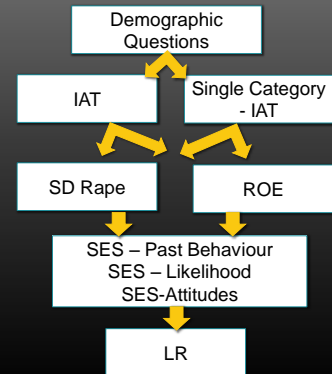 Demographic
Questions
IAT
Single Category
- IAT
SD Rape
ROE
SES – Past Behaviour
SES – Likelihood
SES-Attitudes
LR